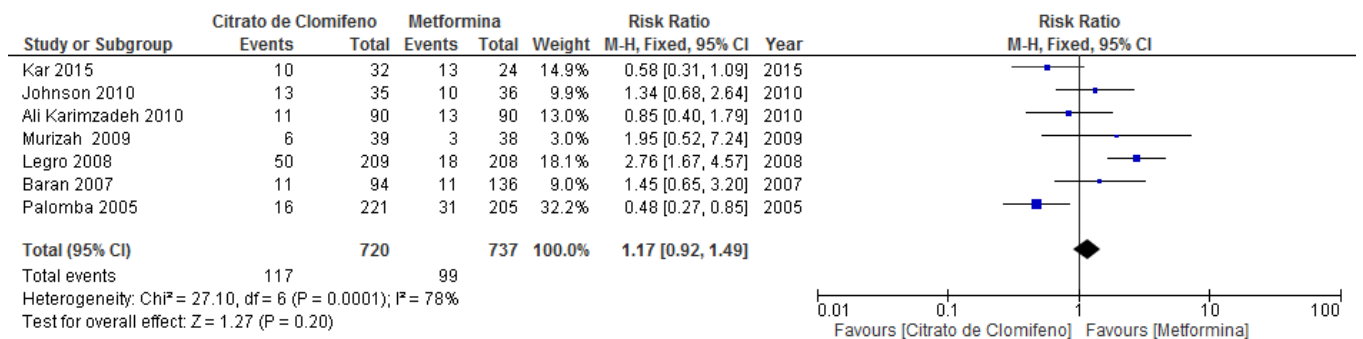 Citrato de Clomifeno Metformina Risk Ratio Risk Ratio
Study or Subgroup Events Total Events Total Weight M-H, Fixed, 95% CI Year M-H, Fixed, 95% CI
Kar 2015 10 32 13 24 14.9% 0.58 [0.31, 1.09] 2015
Johnson 2010 13 35 10 36 9.9% 1.34 [0.68, 2.64] 2010
Ali Karimzadeh 2010 11 90 13 90 13.0% 0.85 [0.40, 1.79] 2010
Murizah 2009 6 39 3 38 3.0% 1.95 [0.52, 7.24] 2009
Legro 2008 50 209 18 208 18.1% 2.76 [1.67, 4.57] 2008
Baran 2007 11 94 11 136 9.0% 1.45 [0.65, 3.20] 2007
Palomba 2005 16 221 31 205 32.2% 0.48 [0.27, 0.85] 2005
Total (95% CI) 720 737 100.0% 1.17 [0.92, 1.49]
Total events 117 99
Heterogeneity: Chi² = 27.10, df = 6 (P = 0.0001); I² = 78%
Test for overall effect: Z = 1.27 (P = 0.20)
0.01 0.1 1 10 100
Favours [Citrato de Clomifeno] Favours [Metformina]